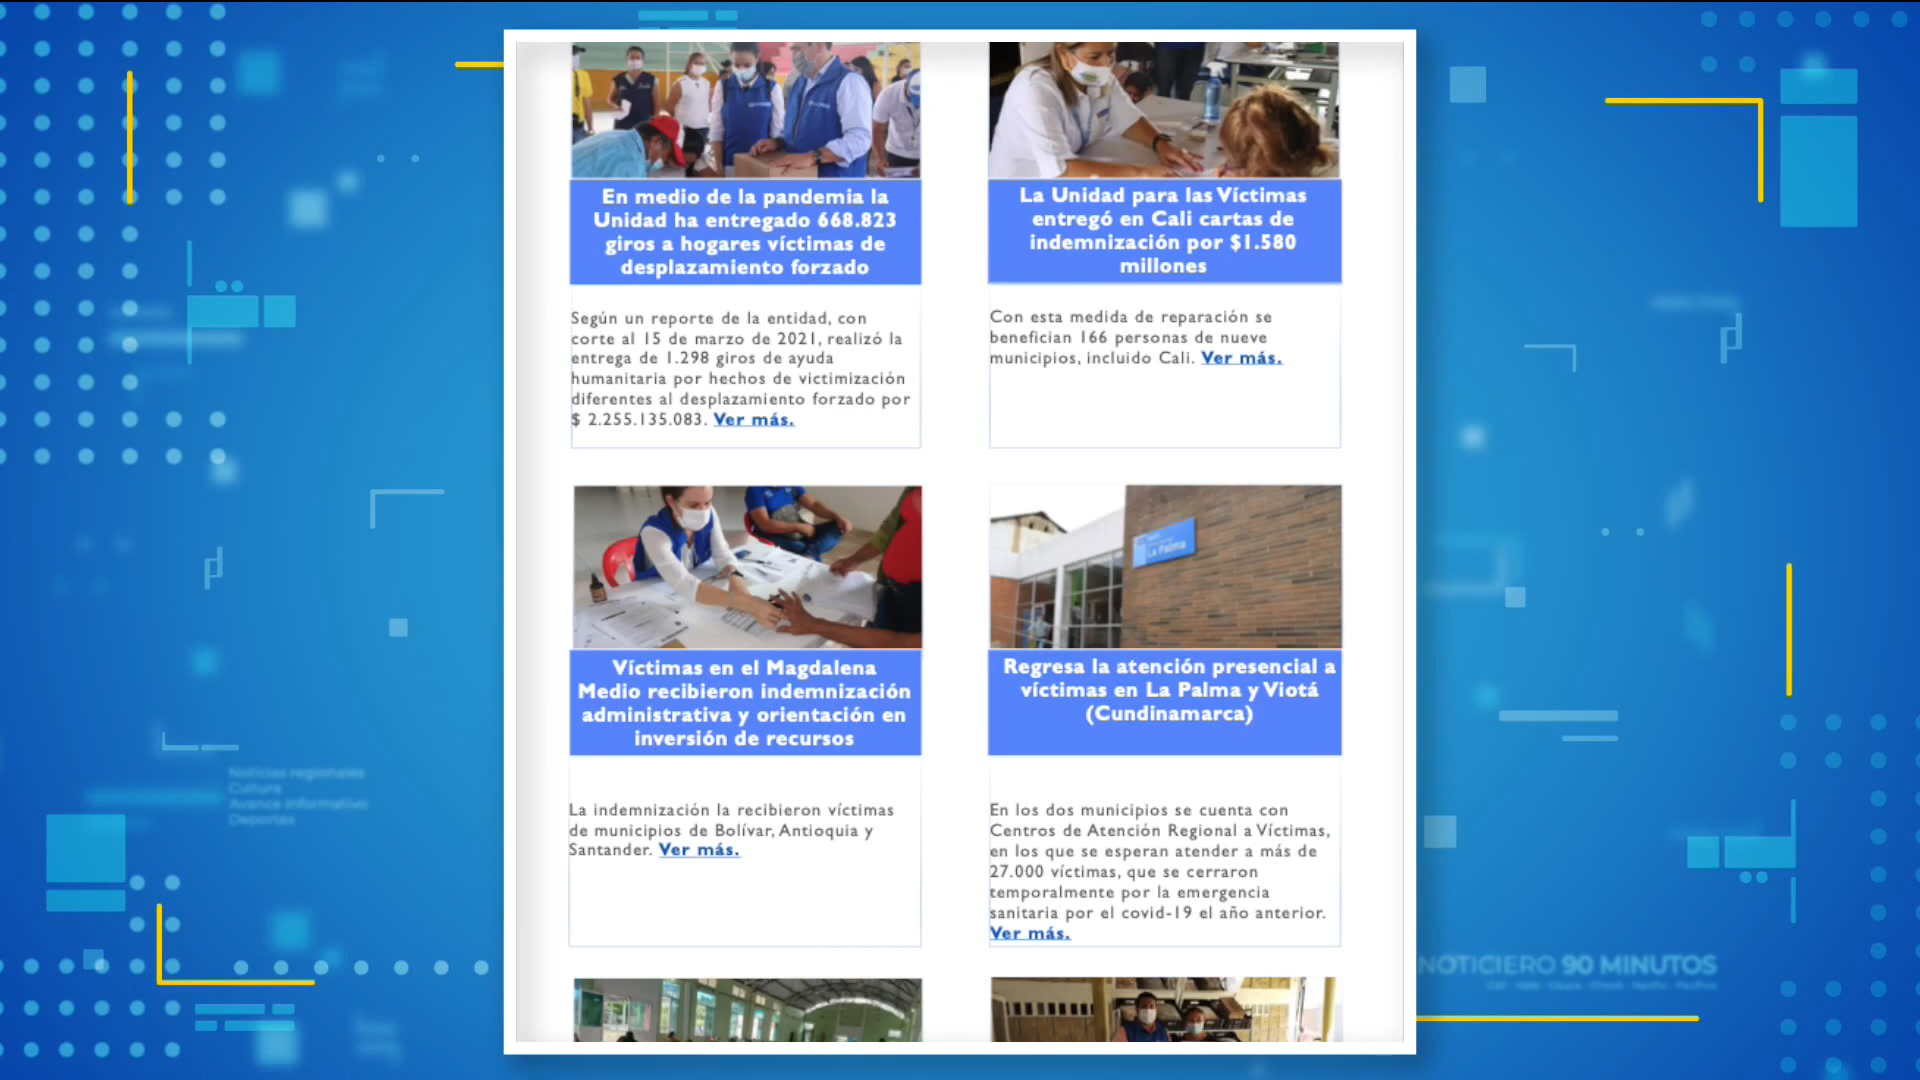 En medio de la pandemia la
Unidad ha entregado 668.823
giros a hogares víctimas de
desplazamiento forzado
Según un reporte de la entidad, con
corte al 15 de marzo de 2021, realizó la
entrega de 1.298 giros de ayuda
humanitaria por hechos de victimización
diferentes al desplazamiento forzado por
$ 2.255.135.083. Ver más.
La Unidad para las Víctimas
entregó en Cali cartas de
indemnización por $1.580
millones
Con esta medida de reparación se
benefician 166 personas de nueve
municipios, incluido Cali. Ver más.
La Palma
Víctimas en el Magdalena
Medio recibieron indemnización
administrativa y orientación en
inversión de recursos
La indemnización la recibieron víctimas
de municipios de Bolívar, Antioquia y
Santander. Ver más.
Regresa la atención presencial a
víctimas en La Palma y Viotá
(Cundinamarca)
En los dos municipios se cuenta con
Centros de Atención Regional a Víctimas,
en los que se esperan atender a más de
27.000 víctimas, que se cerraron
temporalmente por la emergencia
sanitaria por el covid-19 el año anterior.
Ver más.
Noticias regionales
Cultura
Avance informativo
Deportes
NOTICIERO 90 MINUTOS